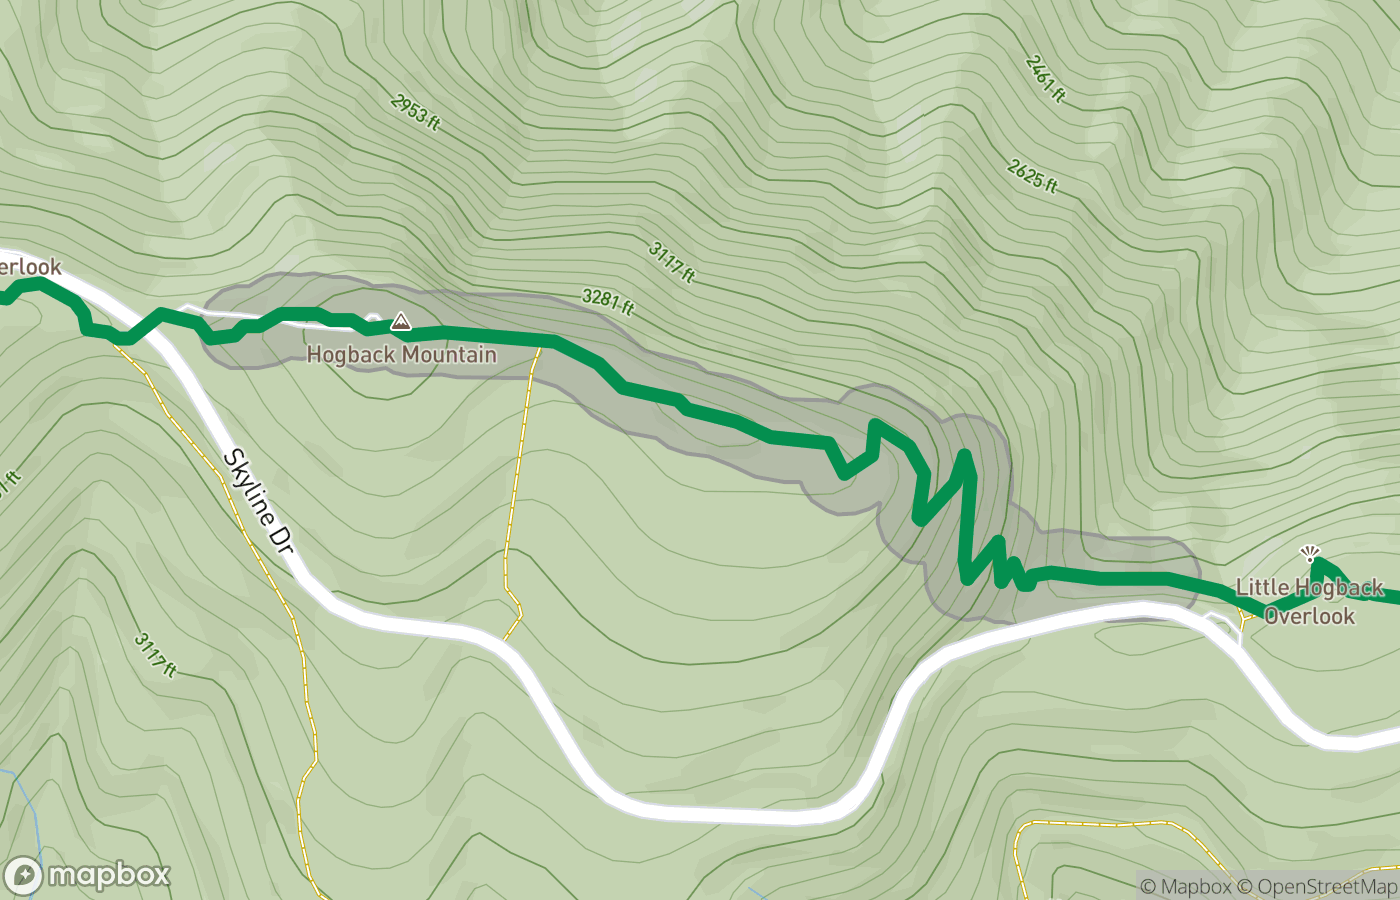 2461 ft
2953 ft
2625 ft
3117 ft
erlook
3281 ft
Hogback Mountain
Skyline Dr
Little Hogback
Overlook
3117 ft
mapbox
© Mapbox © OpenStreetMap